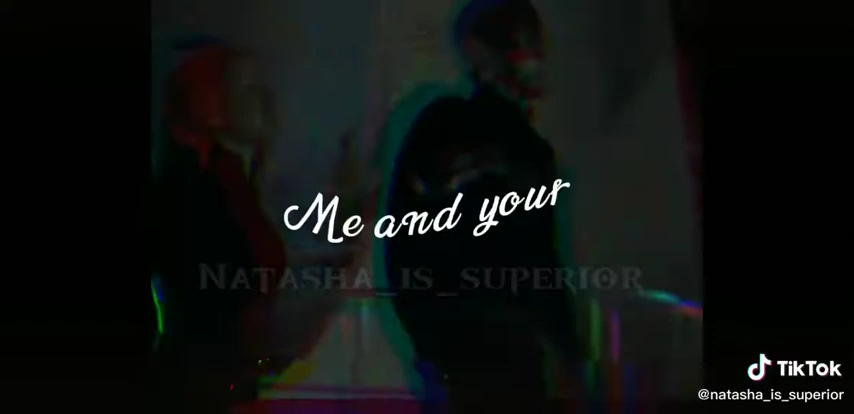 Me and your
NATASHA_IS_SUPERIOR
TikTok
@natasha_is_superior